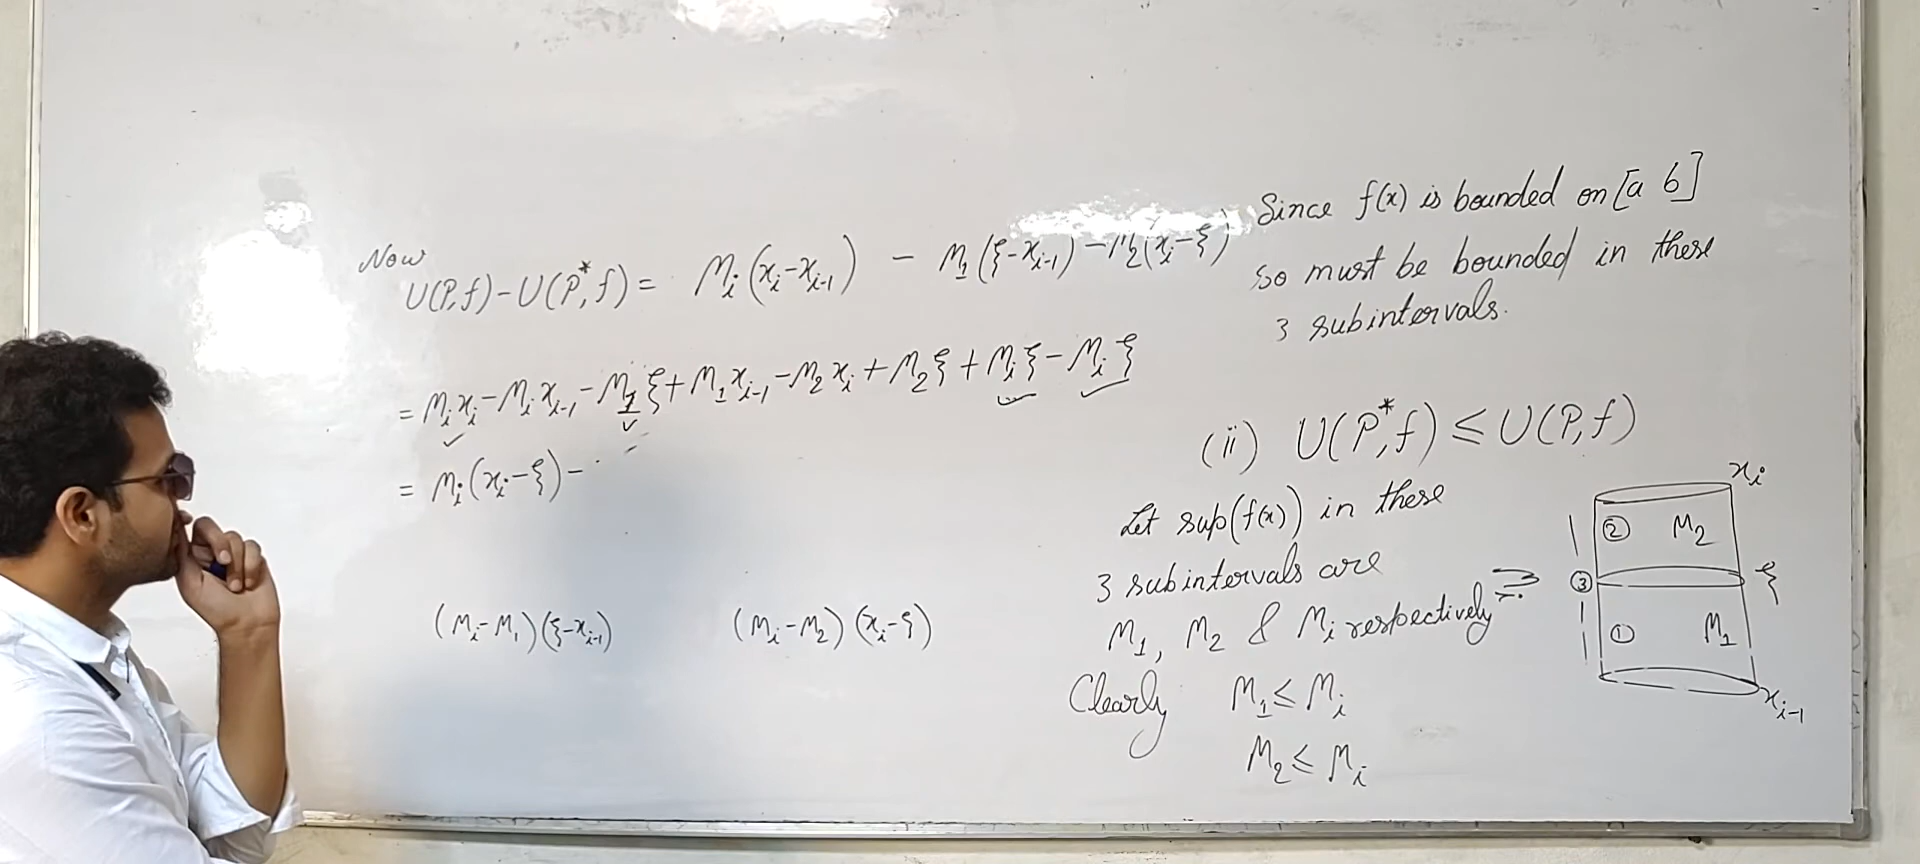 Now
U(P,f) - U(P*,f) = Mᵢ(xᵢ-xᵢ₋₁) - M₁(ξ-xᵢ₋₁) - M₂(xᵢ-ξ)
= Mᵢxᵢ - Mᵢxᵢ₋₁ - M₁ξ + M₁xᵢ₋₁ - M₂xᵢ + M₂ξ + Mᵢξ - Mᵢξ
= Mᵢ(xᵢ-ξ) -
(Mᵢ-M₁)(ξ-xᵢ₋₁) (Mᵢ-M₂)(xᵢ-ξ)
Since f(x) is bounded on [a b]
so must be bounded in these
3 subintervals.
(ii) U(P*,f) ≤ U(P,f)
Let sup(f(x)) in these
3 subintervals are
M₁, M₂ & Mᵢ respectively
Clearly M₁ ≤ Mᵢ
M₂ ≤ Mᵢ
xᵢ
② M₂
③ ξ
① M₁
xᵢ₋₁